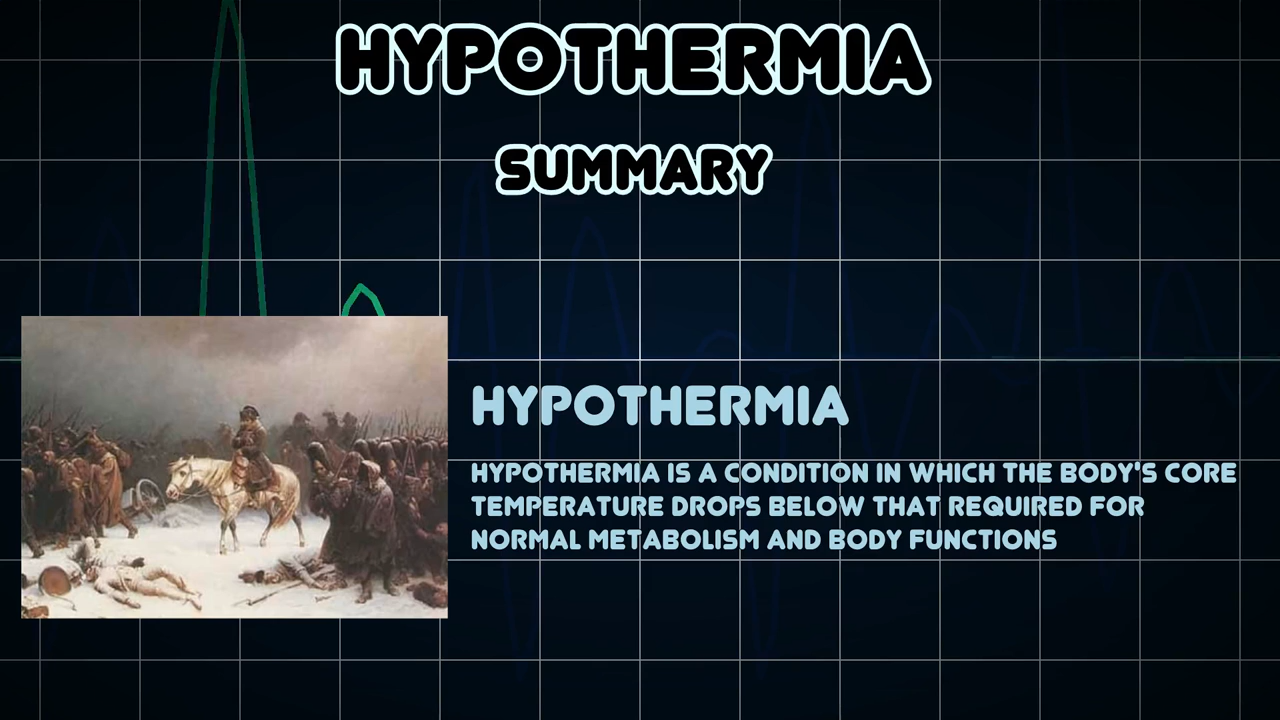 HYPOTHERMIA
SUMMARY
HYPOTHERMIA
HYPOTHERMIA IS A CONDITION IN WHICH THE BODY'S CORE
TEMPERATURE DROPS BELOW THAT REQUIRED FOR
NORMAL METABOLISM AND BODY FUNCTIONS